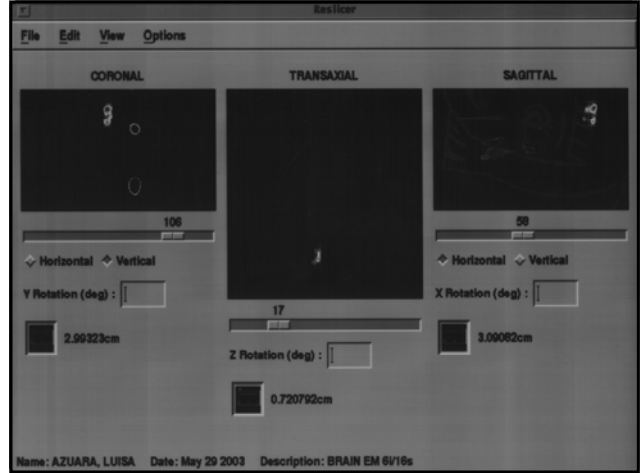 Reslicer
File Edit View Options
CORONAL TRANSAXIAL SAGITTAL
106
58
Horizontal Vertical
Horizontal Vertical
Y Rotation (deg) :
17
X Rotation (deg) :
2.99323cm
3.09082cm
Z Rotation (deg) :
0.720792cm
Name: AZUARA, LUISA Date: May 29 2003 Description: BRAIN EM 6i/16s